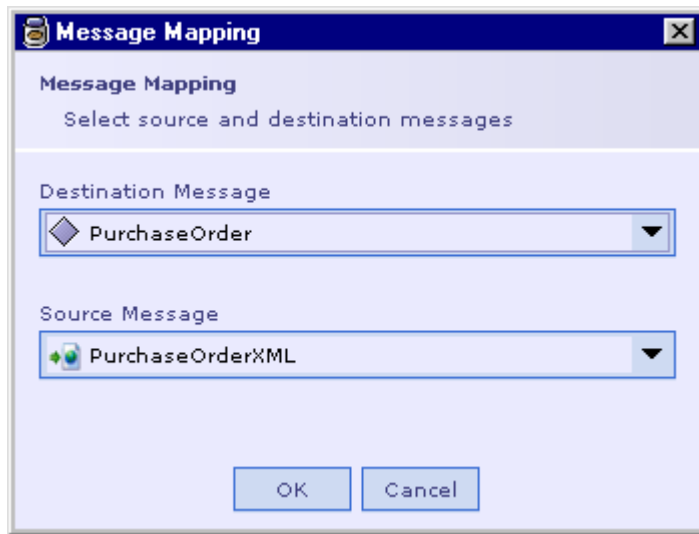 Message Mapping
Message Mapping
Select source and destination messages
Destination Message
PurchaseOrder
Source Message
PurchaseOrderXML
OK Cancel